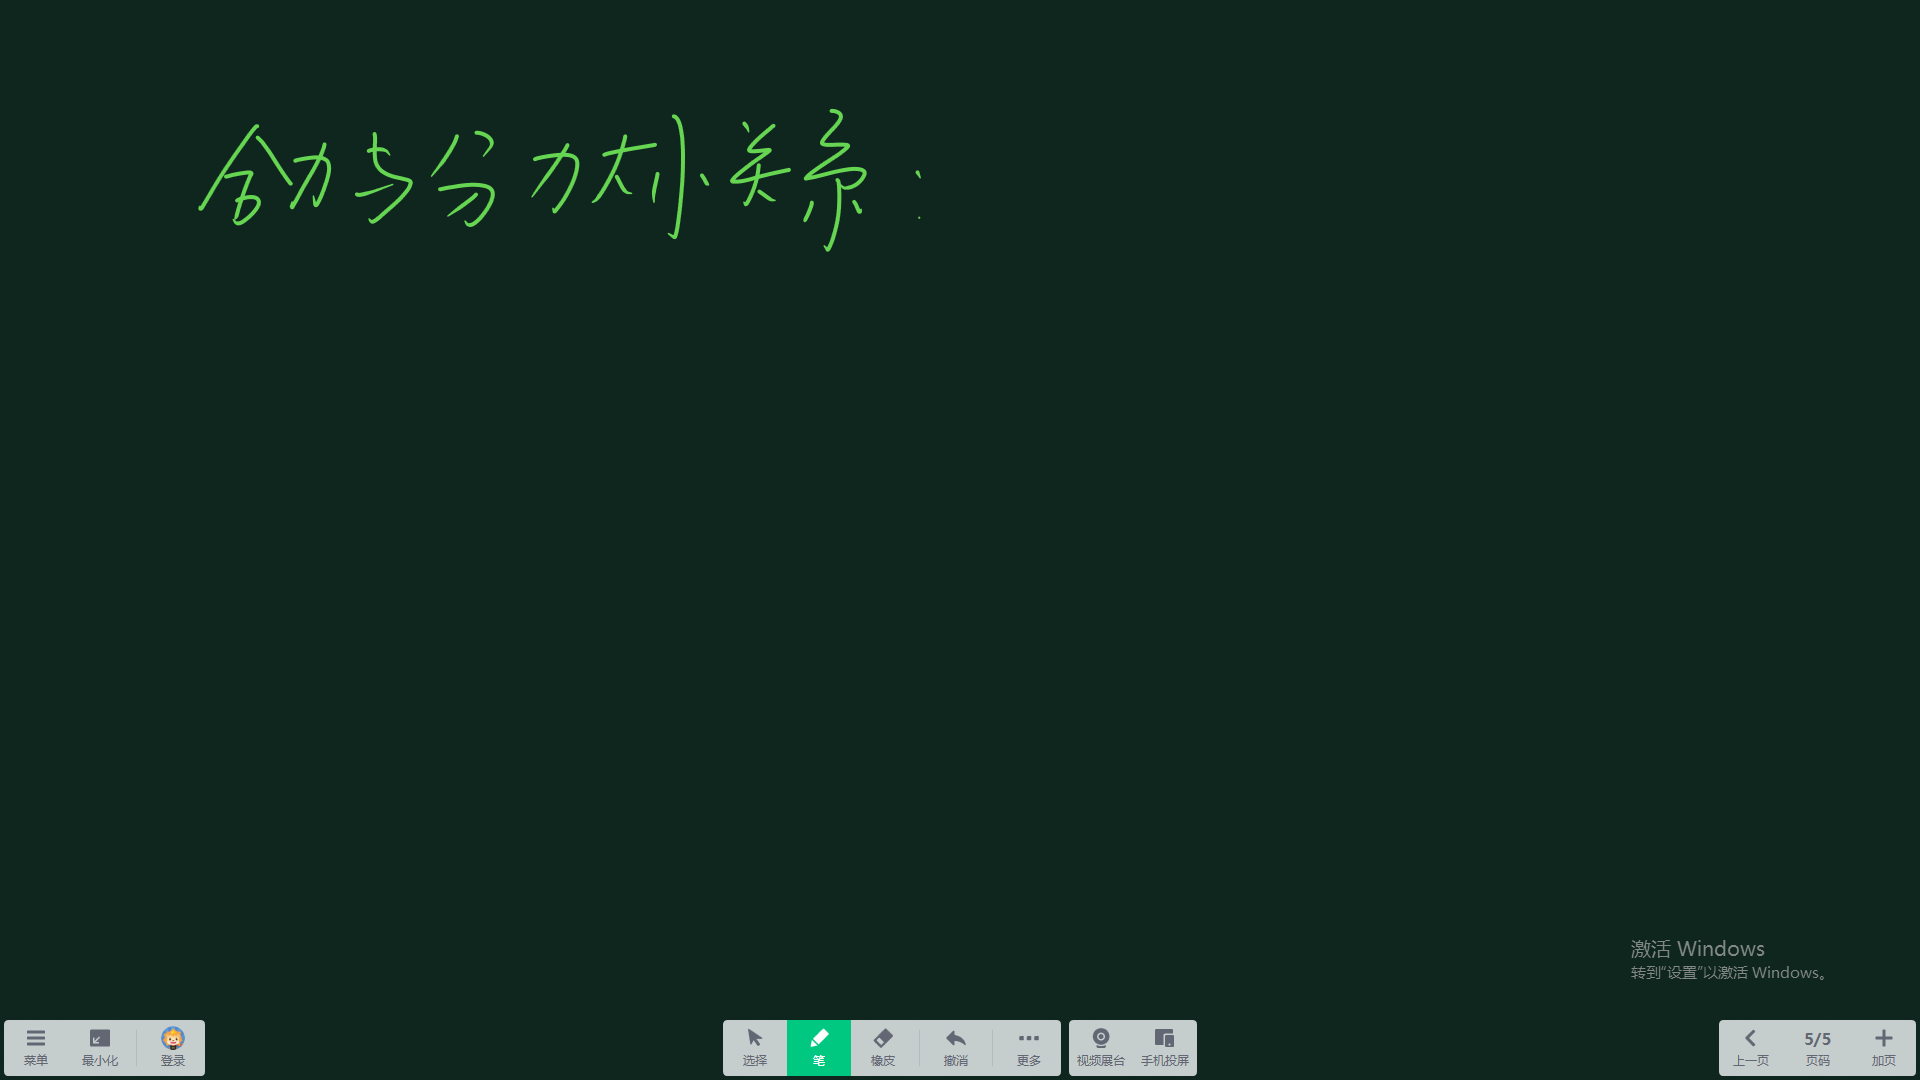 合力与分力大小关系：
激活 Windows
转到“设置”以激活 Windows。
菜单 最小化 登录 选择 笔 橡皮 撤消 更多 视频展台 手机投屏 上一页 5/5 页码 加页